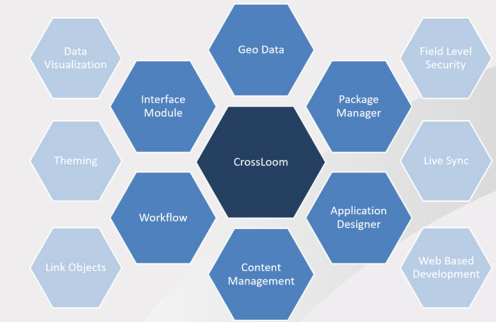 Data
Visualization
Geo Data
Field Level
Security
Interface
Module
Package
Manager
Theming
CrossLoom
Live Sync
Workflow
Application
Designer
Link Objects
Content
Management
Web Based
Development